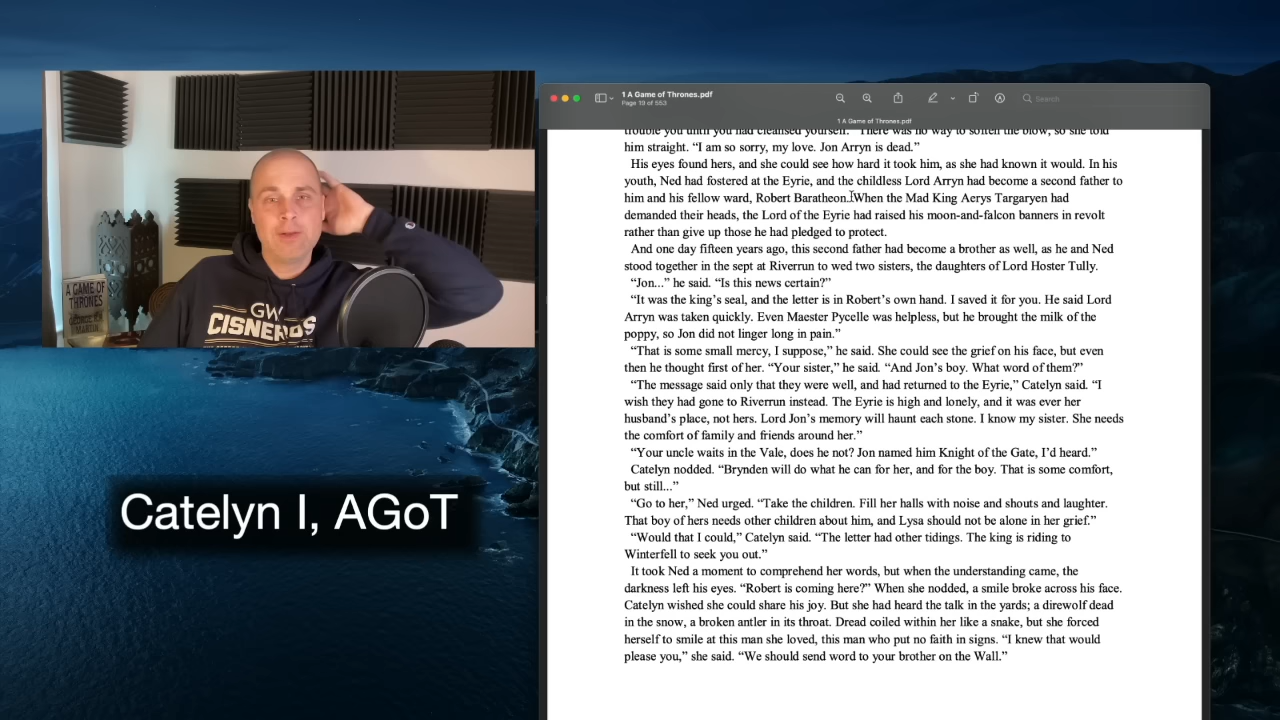 A GAME OF
THRONES
GEORGE R.R.
MARTIN
GW
CISNEROS
Catelyn I, AGoT
1 A Game of Thrones.pdf
Page 19 of 553
Search
1 A Game of Thrones.pdf
trouble you until you had cleansed yourself.” There was no way to soften the blow, so she told
him straight. “I am so sorry, my love. Jon Arryn is dead.”
His eyes found hers, and she could see how hard it took him, as she had known it would. In his
youth, Ned had fostered at the Eyrie, and the childless Lord Arryn had become a second father to
him and his fellow ward, Robert Baratheon. When the Mad King Aerys Targaryen had
demanded their heads, the Lord of the Eyrie had raised his moon-and-falcon banners in revolt
rather than give up those he had pledged to protect.
And one day fifteen years ago, this second father had become a brother as well, as he and Ned
stood together in the sept at Riverrun to wed two sisters, the daughters of Lord Hoster Tully.
“Jon...” he said. “Is this news certain?”
“It was the king’s seal, and the letter is in Robert’s own hand. I saved it for you. He said Lord
Arryn was taken quickly. Even Maester Pycelle was helpless, but he brought the milk of the
poppy, so Jon did not linger long in pain.”
“That is some small mercy, I suppose,” he said. She could see the grief on his face, but even
then he thought first of her. “Your sister,” he said. “And Jon’s boy. What word of them?”
“The message said only that they were well, and had returned to the Eyrie,” Catelyn said. “I
wish they had gone to Riverrun instead. The Eyrie is high and lonely, and it was ever her
husband’s place, not hers. Lord Jon’s memory will haunt each stone. I know my sister. She needs
the comfort of family and friends around her.”
“Your uncle waits in the Vale, does he not? Jon named him Knight of the Gate, I’d heard.”
Catelyn nodded. “Brynden will do what he can for her, and for the boy. That is some comfort,
but still...”
“Go to her,” Ned urged. “Take the children. Fill her halls with noise and shouts and laughter.
That boy of hers needs other children about him, and Lysa should not be alone in her grief.”
“Would that I could,” Catelyn said. “The letter had other tidings. The king is riding to
Winterfell to seek you out.”
It took Ned a moment to comprehend her words, but when the understanding came, the
darkness left his eyes. “Robert is coming here?” When she nodded, a smile broke across his face.
Catelyn wished she could share his joy. But she had heard the talk in the yards; a direwolf dead
in the snow, a broken antler in its throat. Dread coiled within her like a snake, but she forced
herself to smile at this man she loved, this man who put no faith in signs. “I knew that would
please you,” she said. “We should send word to your brother on the Wall.”